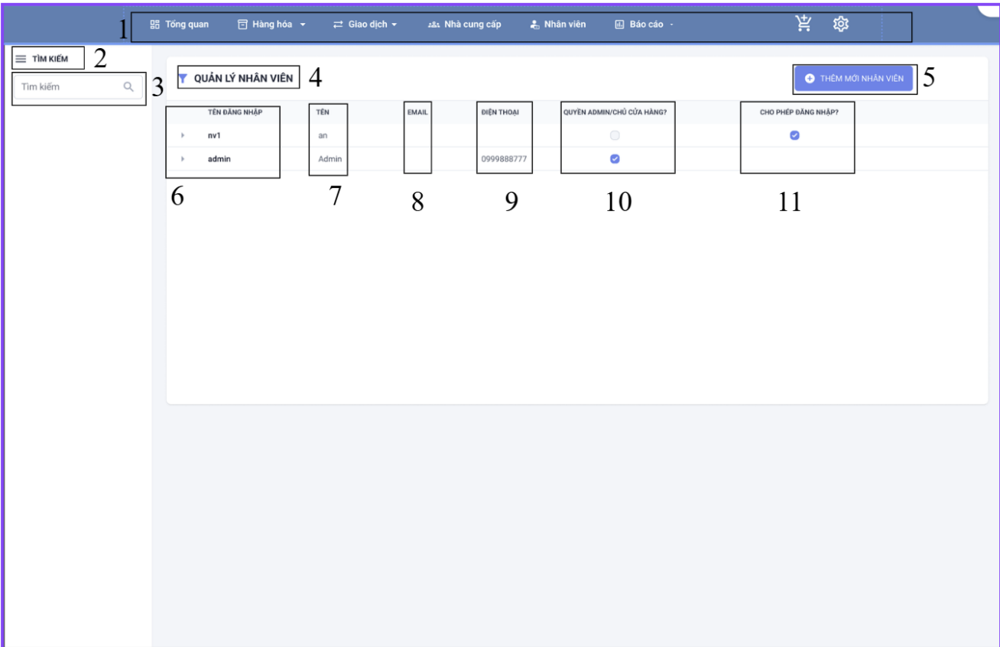 1 Tổng quan Hàng hóa Giao dịch Nhà cung cấp Nhân viên Báo cáo
TÌM KIẾM 2
Tìm kiếm 3
QUẢN LÝ NHÂN VIÊN 4
THÊM MỚI NHÂN VIÊN 5
TÊN ĐĂNG NHẬP TÊN EMAIL ĐIỆN THOẠI QUYỀN ADMIN/CHỦ CỬA HÀNG? CHO PHÉP ĐĂNG NHẬP?
nv1 an
admin Admin 0999888777
6 7 8 9 10 11